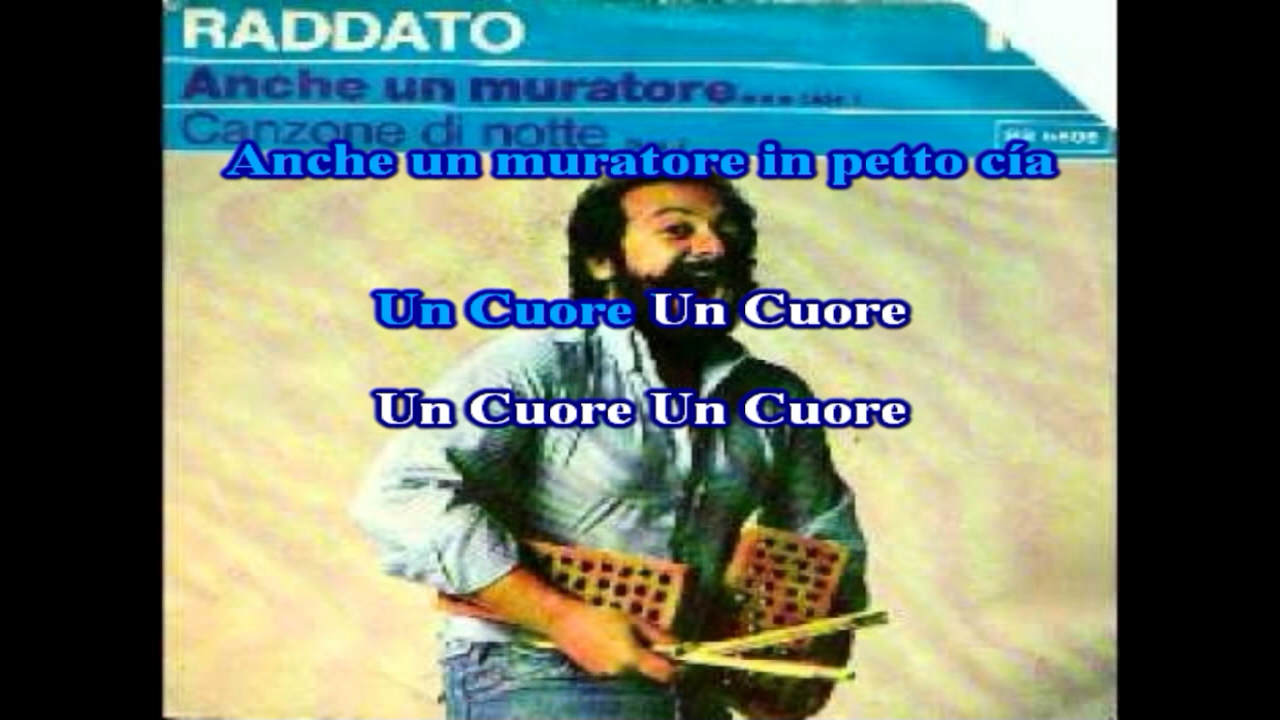 RADDATO
Anche un muratore...
Canzone di notte
Anche un muratore in petto cía
Un Cuore Un Cuore
Un Cuore Un Cuore